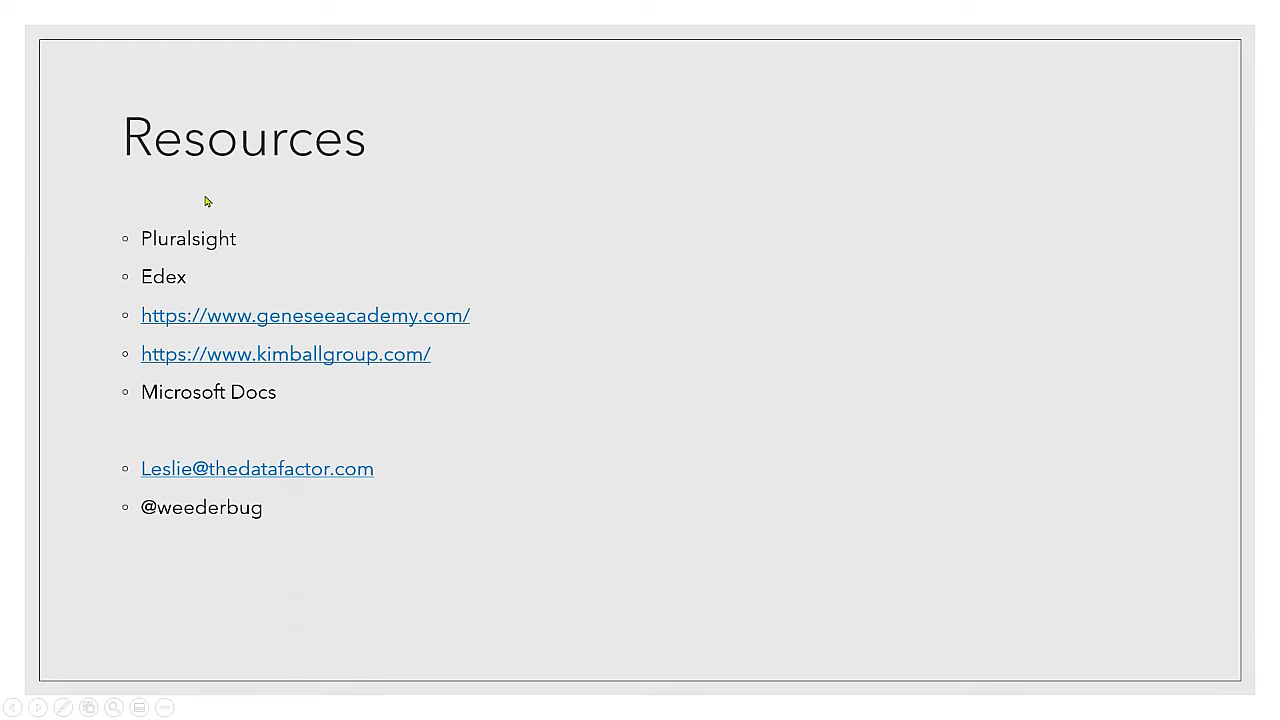 Resources
Pluralsight
Edex
https://www.geneseeacademy.com/
https://www.kimballgroup.com/
Microsoft Docs
Leslie@thedatafactor.com
@weederbug